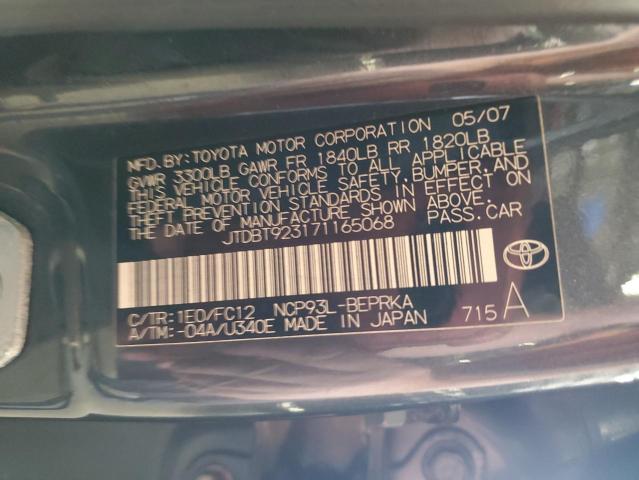 MFD. BY: TOYOTA MOTOR CORPORATION 05/07
GVWR 3300LB GAWR FR 1840LB RR 1820LB
THIS VEHICLE CONFORMS TO ALL APPLICABLE
FEDERAL MOTOR VEHICLE SAFETY, BUMPER, AND
THEFT PREVENTION STANDARDS IN EFFECT ON
THE DATE OF MANUFACTURE SHOWN ABOVE.
JTDBT923171165068 PASS. CAR
C/TR: 1E0/FC12 NCP93L-BEPRKA
A/TM: -04A/U340E MADE IN JAPAN 715 A